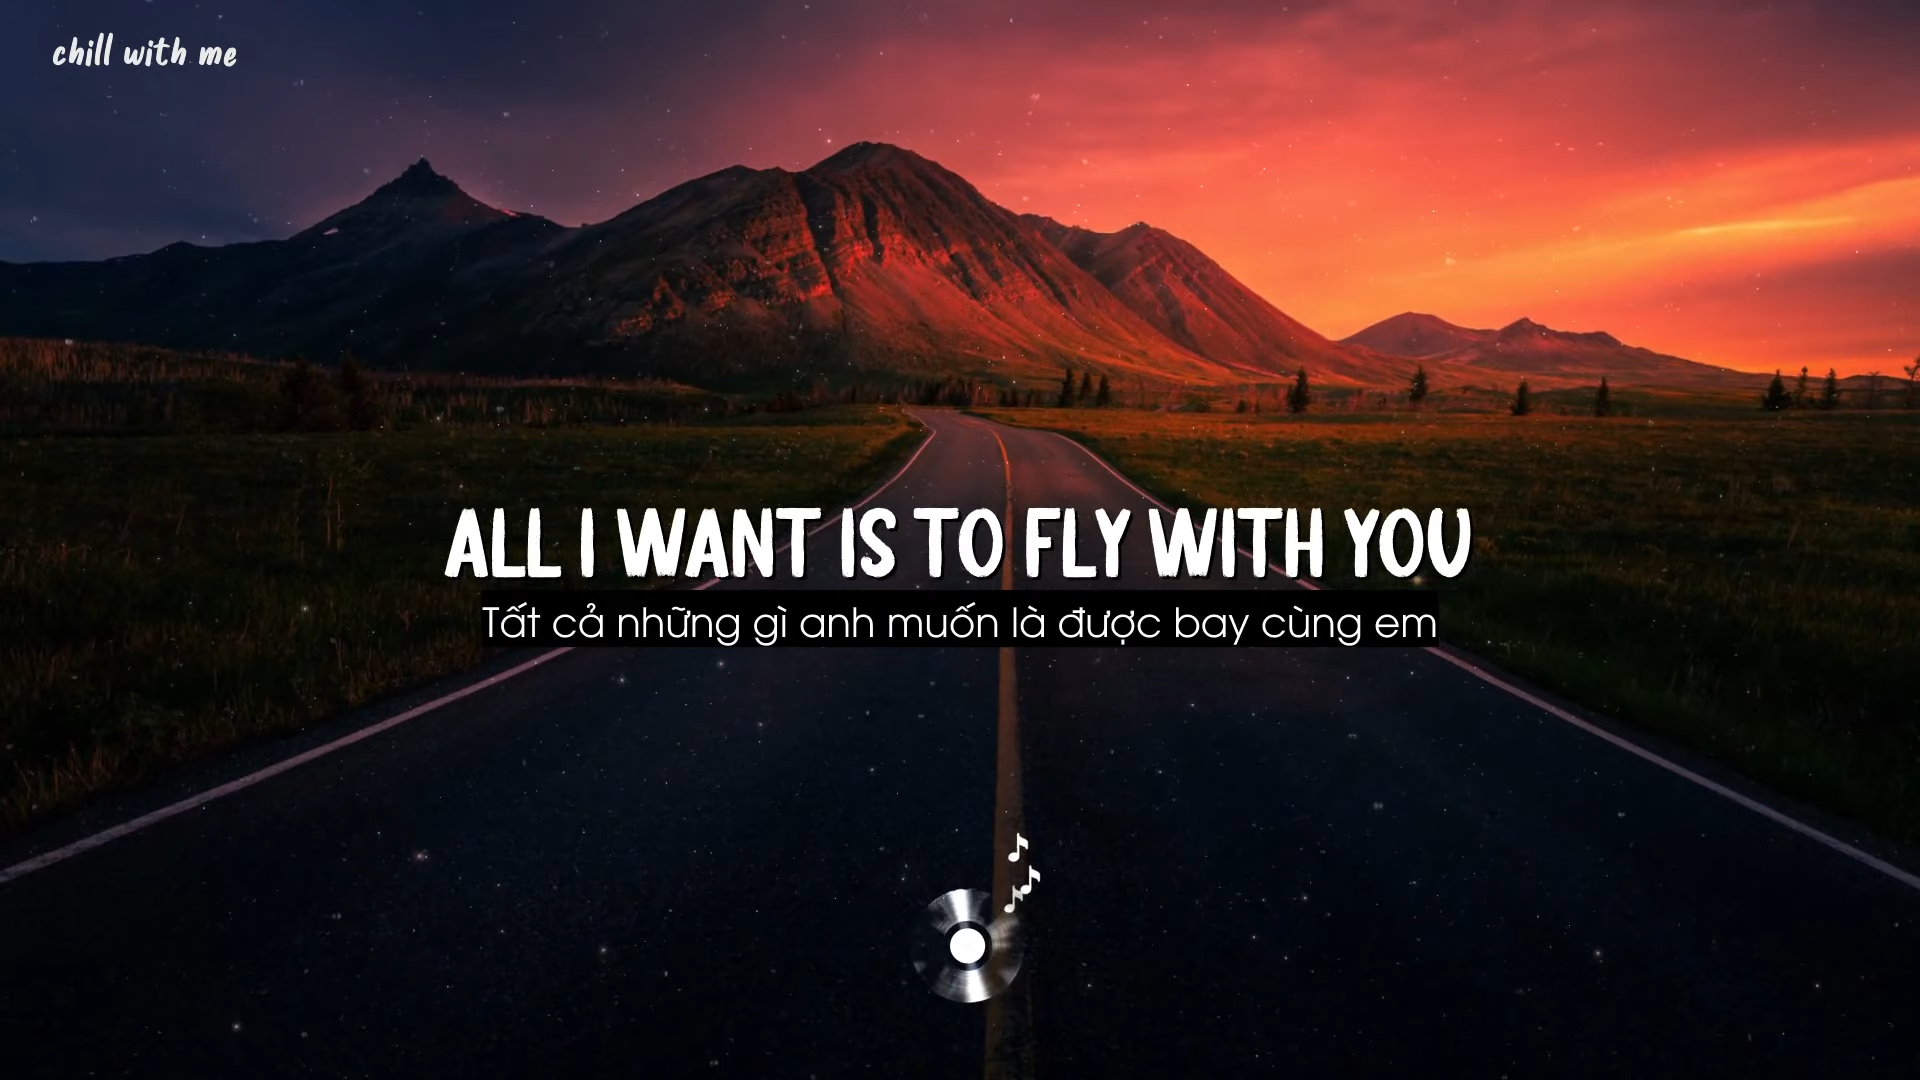 chill with me
ALL I WANT IS TO FLY WITH YOU
Tất cả những gì anh muốn là được bay cùng em